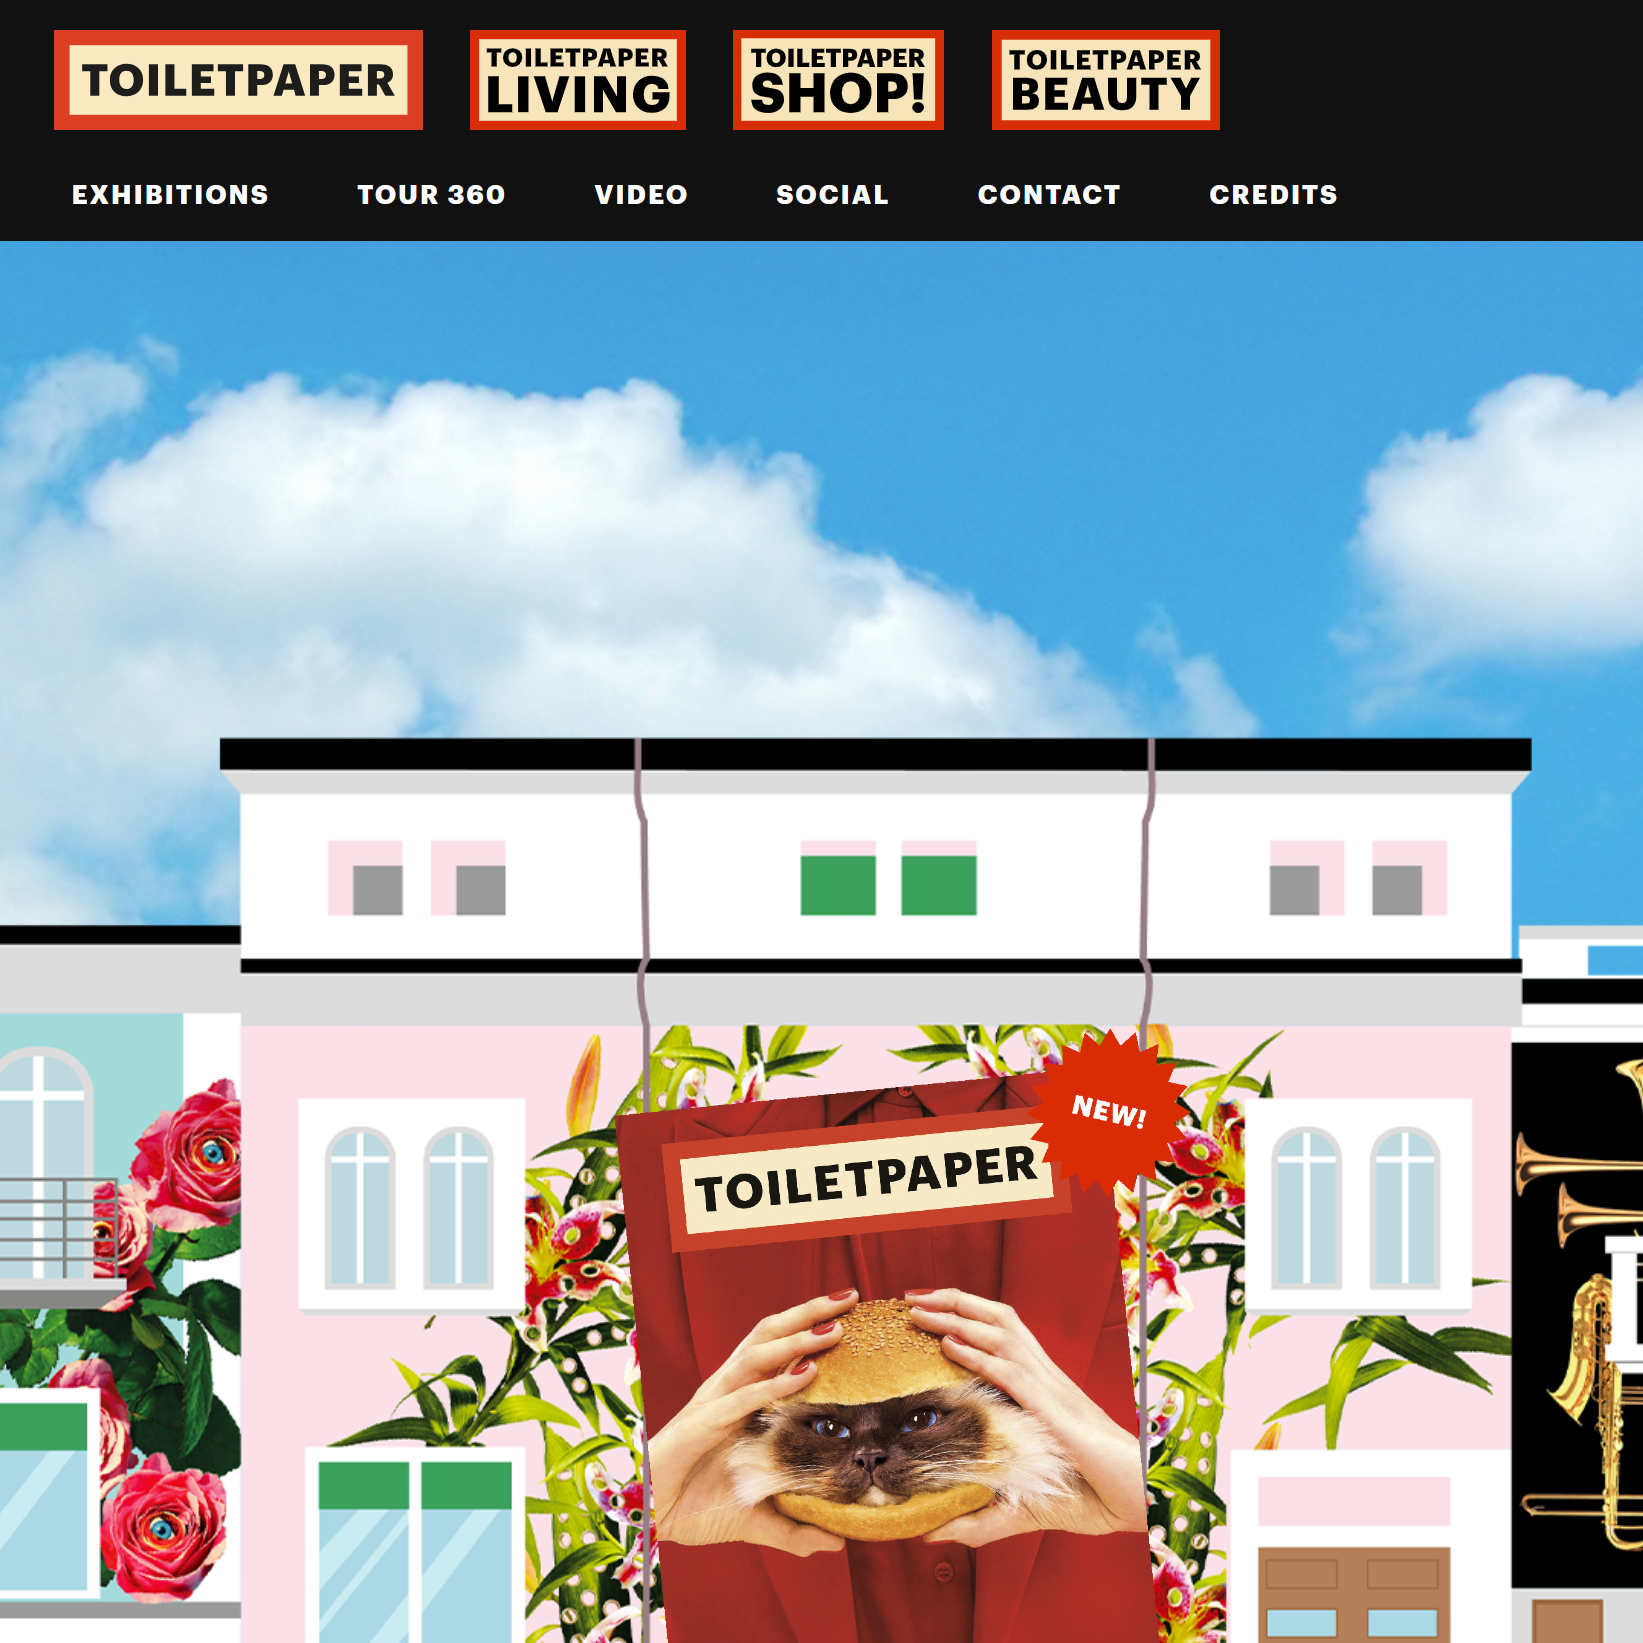 TOILETPAPER
TOILETPAPER
LIVING
TOILETPAPER
SHOP!
TOILETPAPER
BEAUTY
EXHIBITIONS
TOUR 360
VIDEO
SOCIAL
CONTACT
CREDITS
NEW!
TOILETPAPER